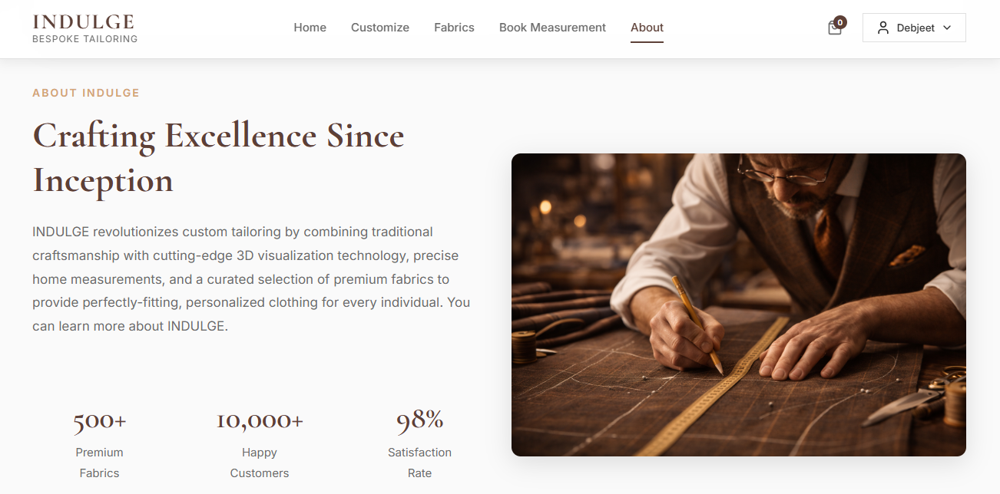 INDULGE
BESPOKE TAILORING
Home
Customize
Fabrics
Book Measurement
About
0
Debjeet
ABOUT INDULGE
Crafting Excellence Since
Inception
INDULGE revolutionizes custom tailoring by combining traditional
craftsmanship with cutting-edge 3D visualization technology, precise
home measurements, and a curated selection of premium fabrics to
provide perfectly-fitting, personalized clothing for every individual. You
can learn more about INDULGE.
500+
Premium
Fabrics
10,000+
Happy
Customers
98%
Satisfaction
Rate